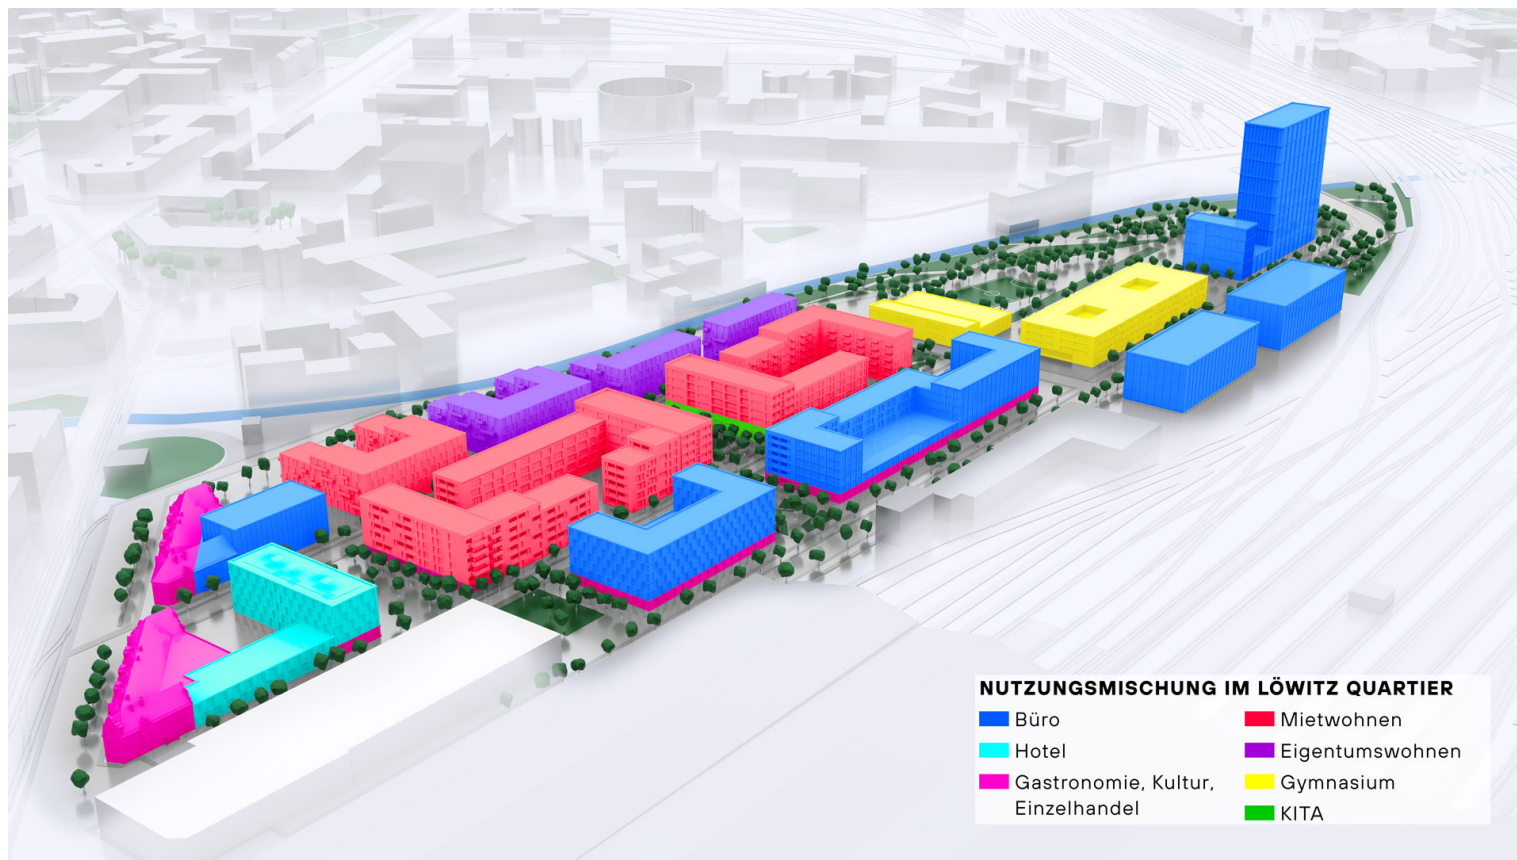 NUTZUNGSMISCHUNG IM LÖWITZ QUARTIER
Büro
Hotel
Gastronomie, Kultur,
Einzelhandel
Mietwohnen
Eigentumswohnen
Gymnasium
KITA